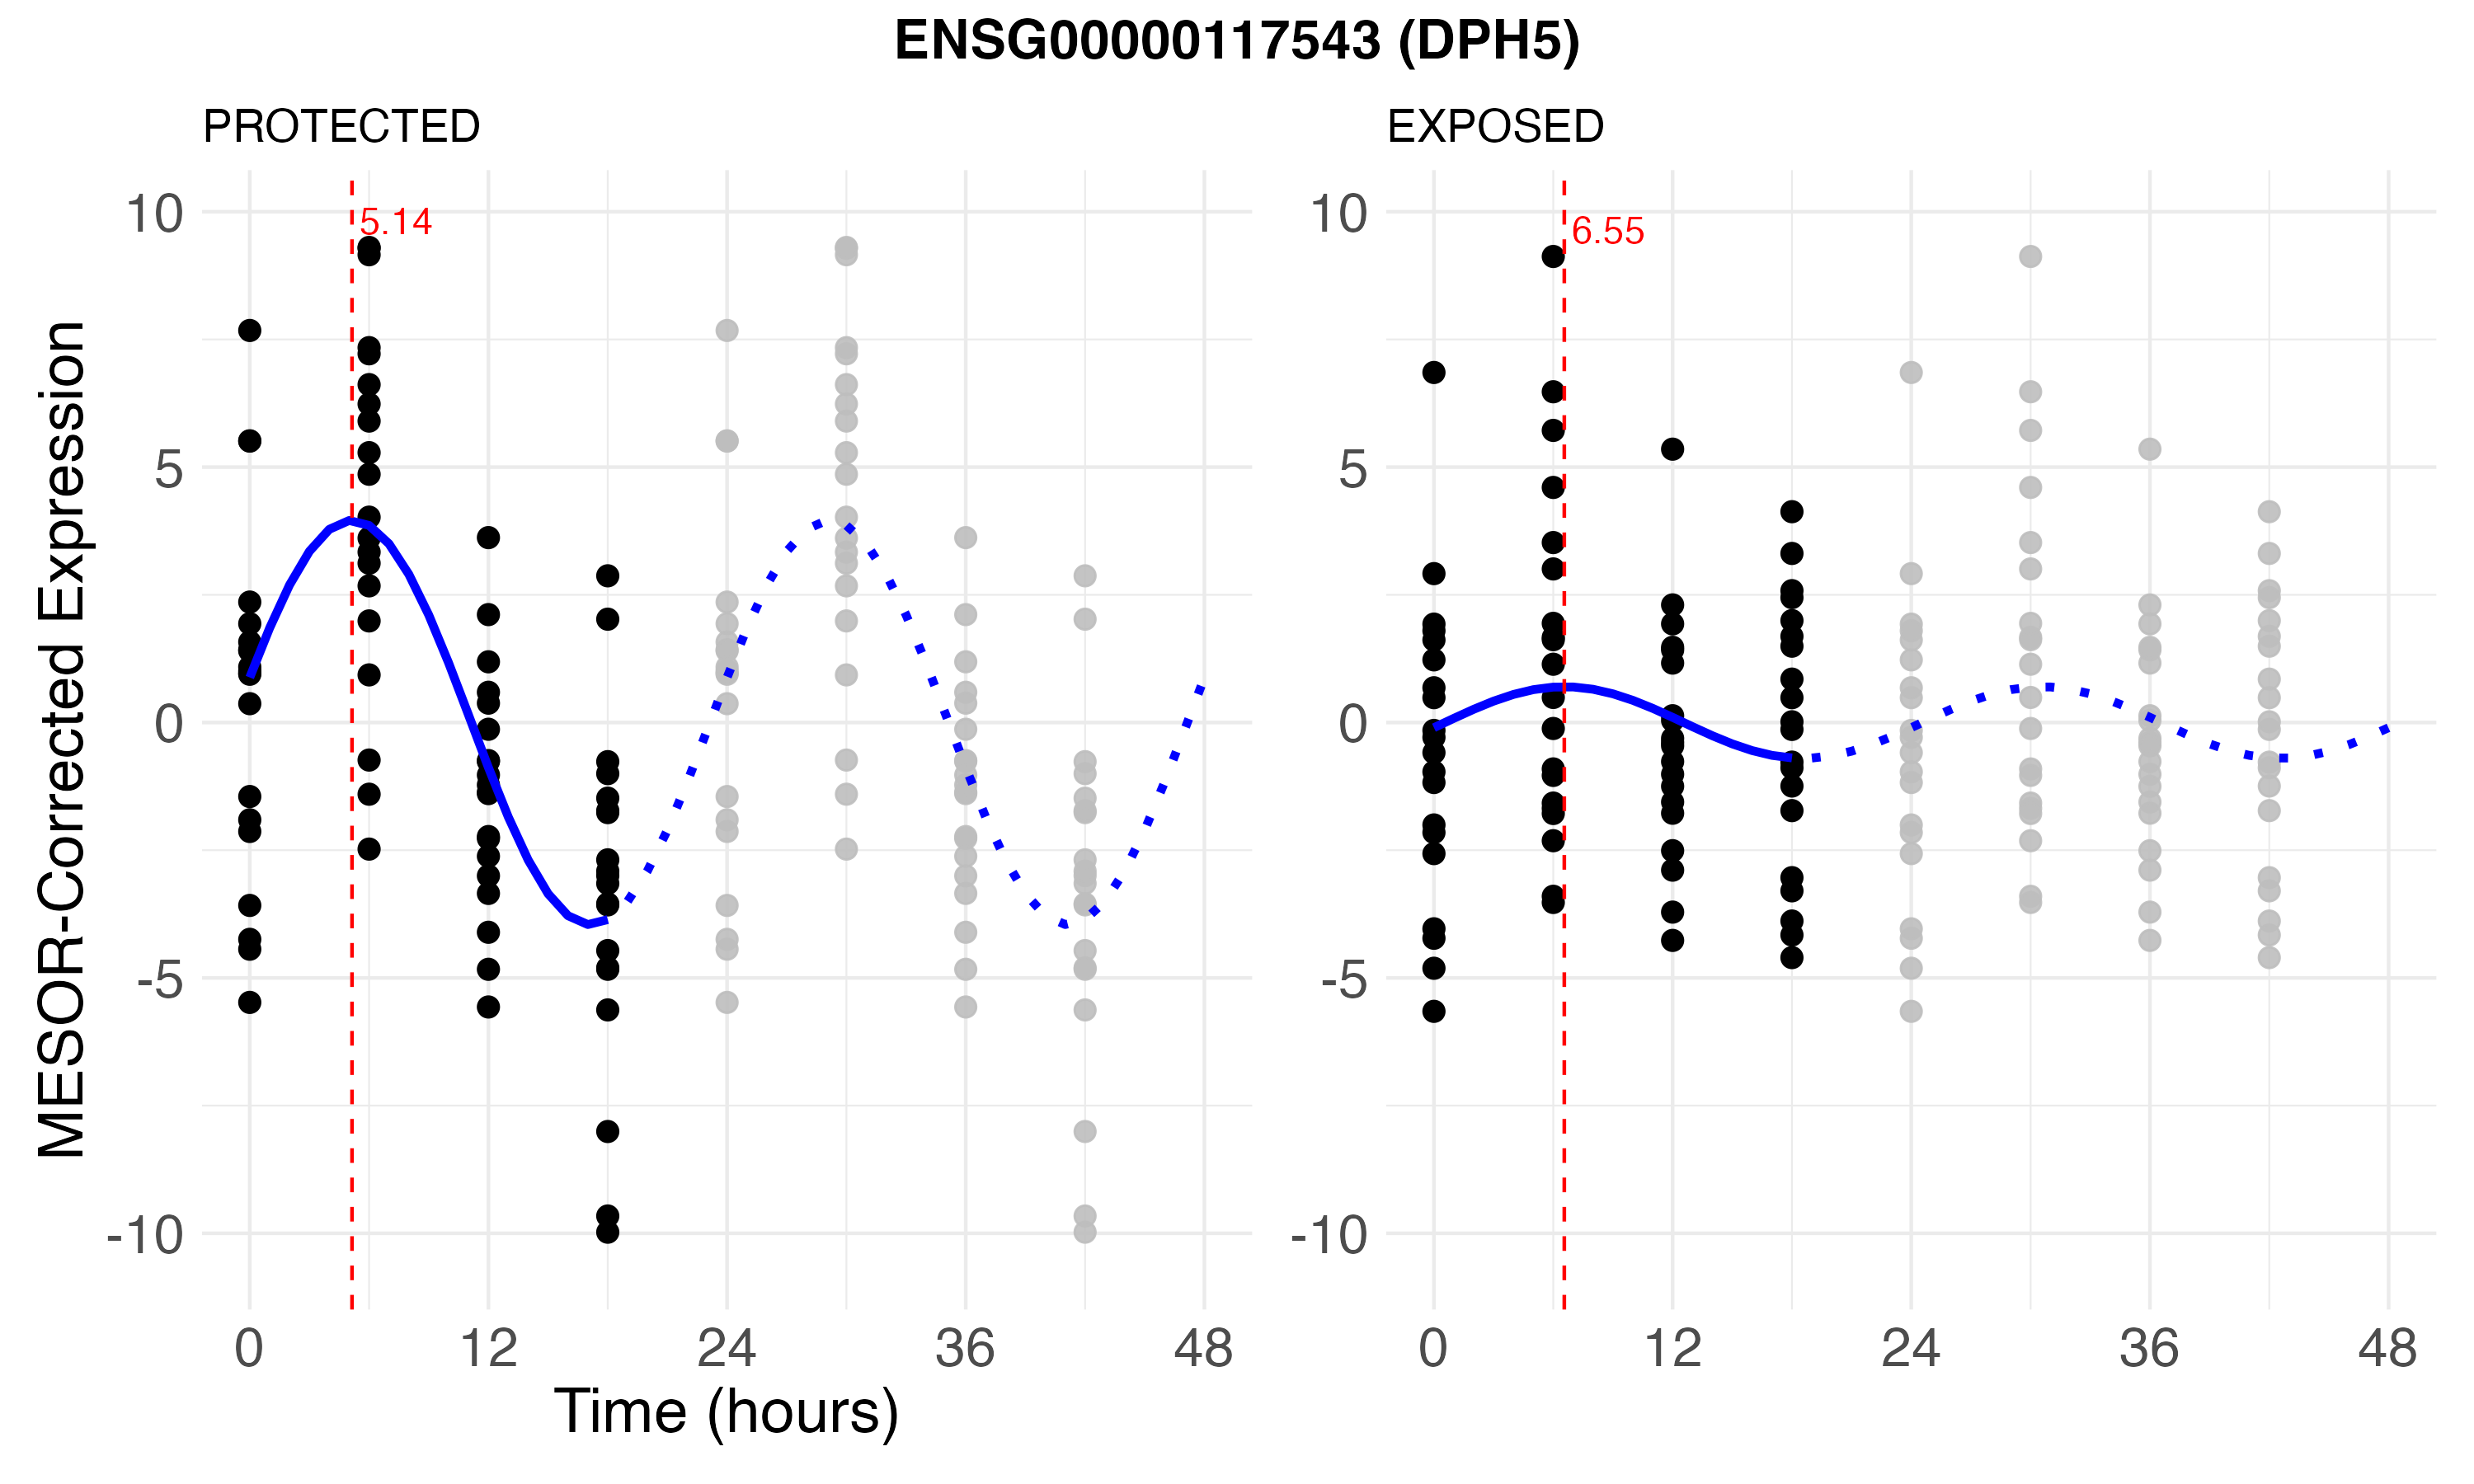 ENSG00000117543 (DPH5)
PROTECTED
EXPOSED
MESOR-Corrected Expression
10
5
0
-5
-10
5.14
0 12 24 36 48
10
5
0
-5
-10
6.55
0 12 24 36 48
Time (hours)